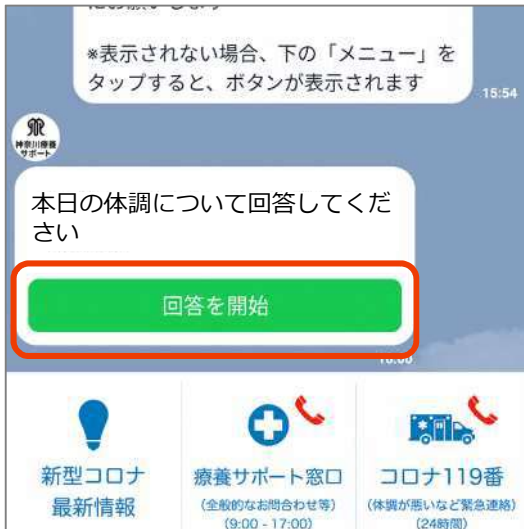 ※表示されない場合、下の「メニュー」を
タップすると、ボタンが表示されます
15:54
神奈川療養
サポート
本日の体調について回答してくだ
さい
回答を開始
新型コロナ
最新情報
療養サポート窓口
(全般的なお問合わせ等)
(9:00 - 17:00)
コロナ119番
(体調が悪いなど緊急連絡)
(24時間)